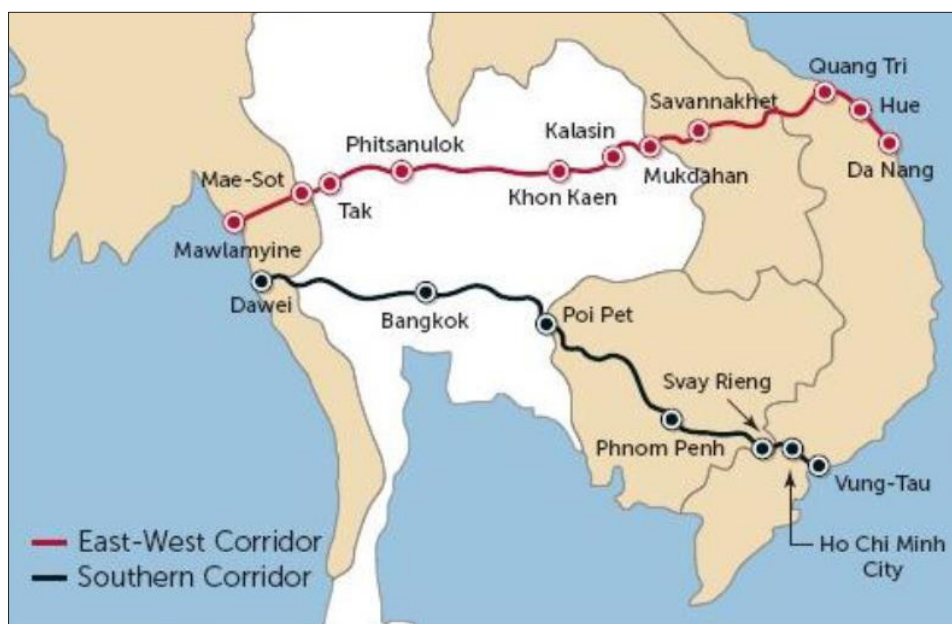 Quang Tri
Savannakhet
Hue
Kalasin
Phitsanulok
Da Nang
Mae-Sot
Mukdahan
Khon Kaen
Tak
Mawlamyine
Dawei
Bangkok
Poi Pet
Svay Rieng
Phnom Penh
Vung-Tau
East-West Corridor
Southern Corridor
Ho Chi Minh
City